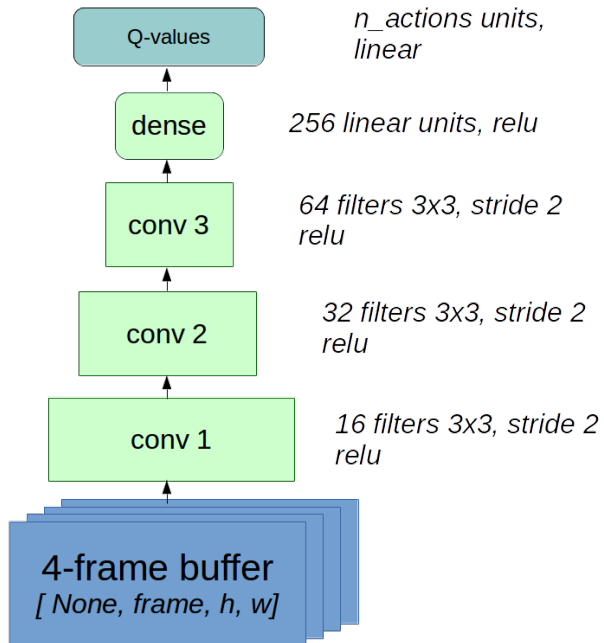 Q-values
n_actions units,
linear
dense
256 linear units, relu
conv 3
64 filters 3x3, stride 2
relu
conv 2
32 filters 3x3, stride 2
relu
conv 1
16 filters 3x3, stride 2
relu
4-frame buffer
[ None, frame, h, w]